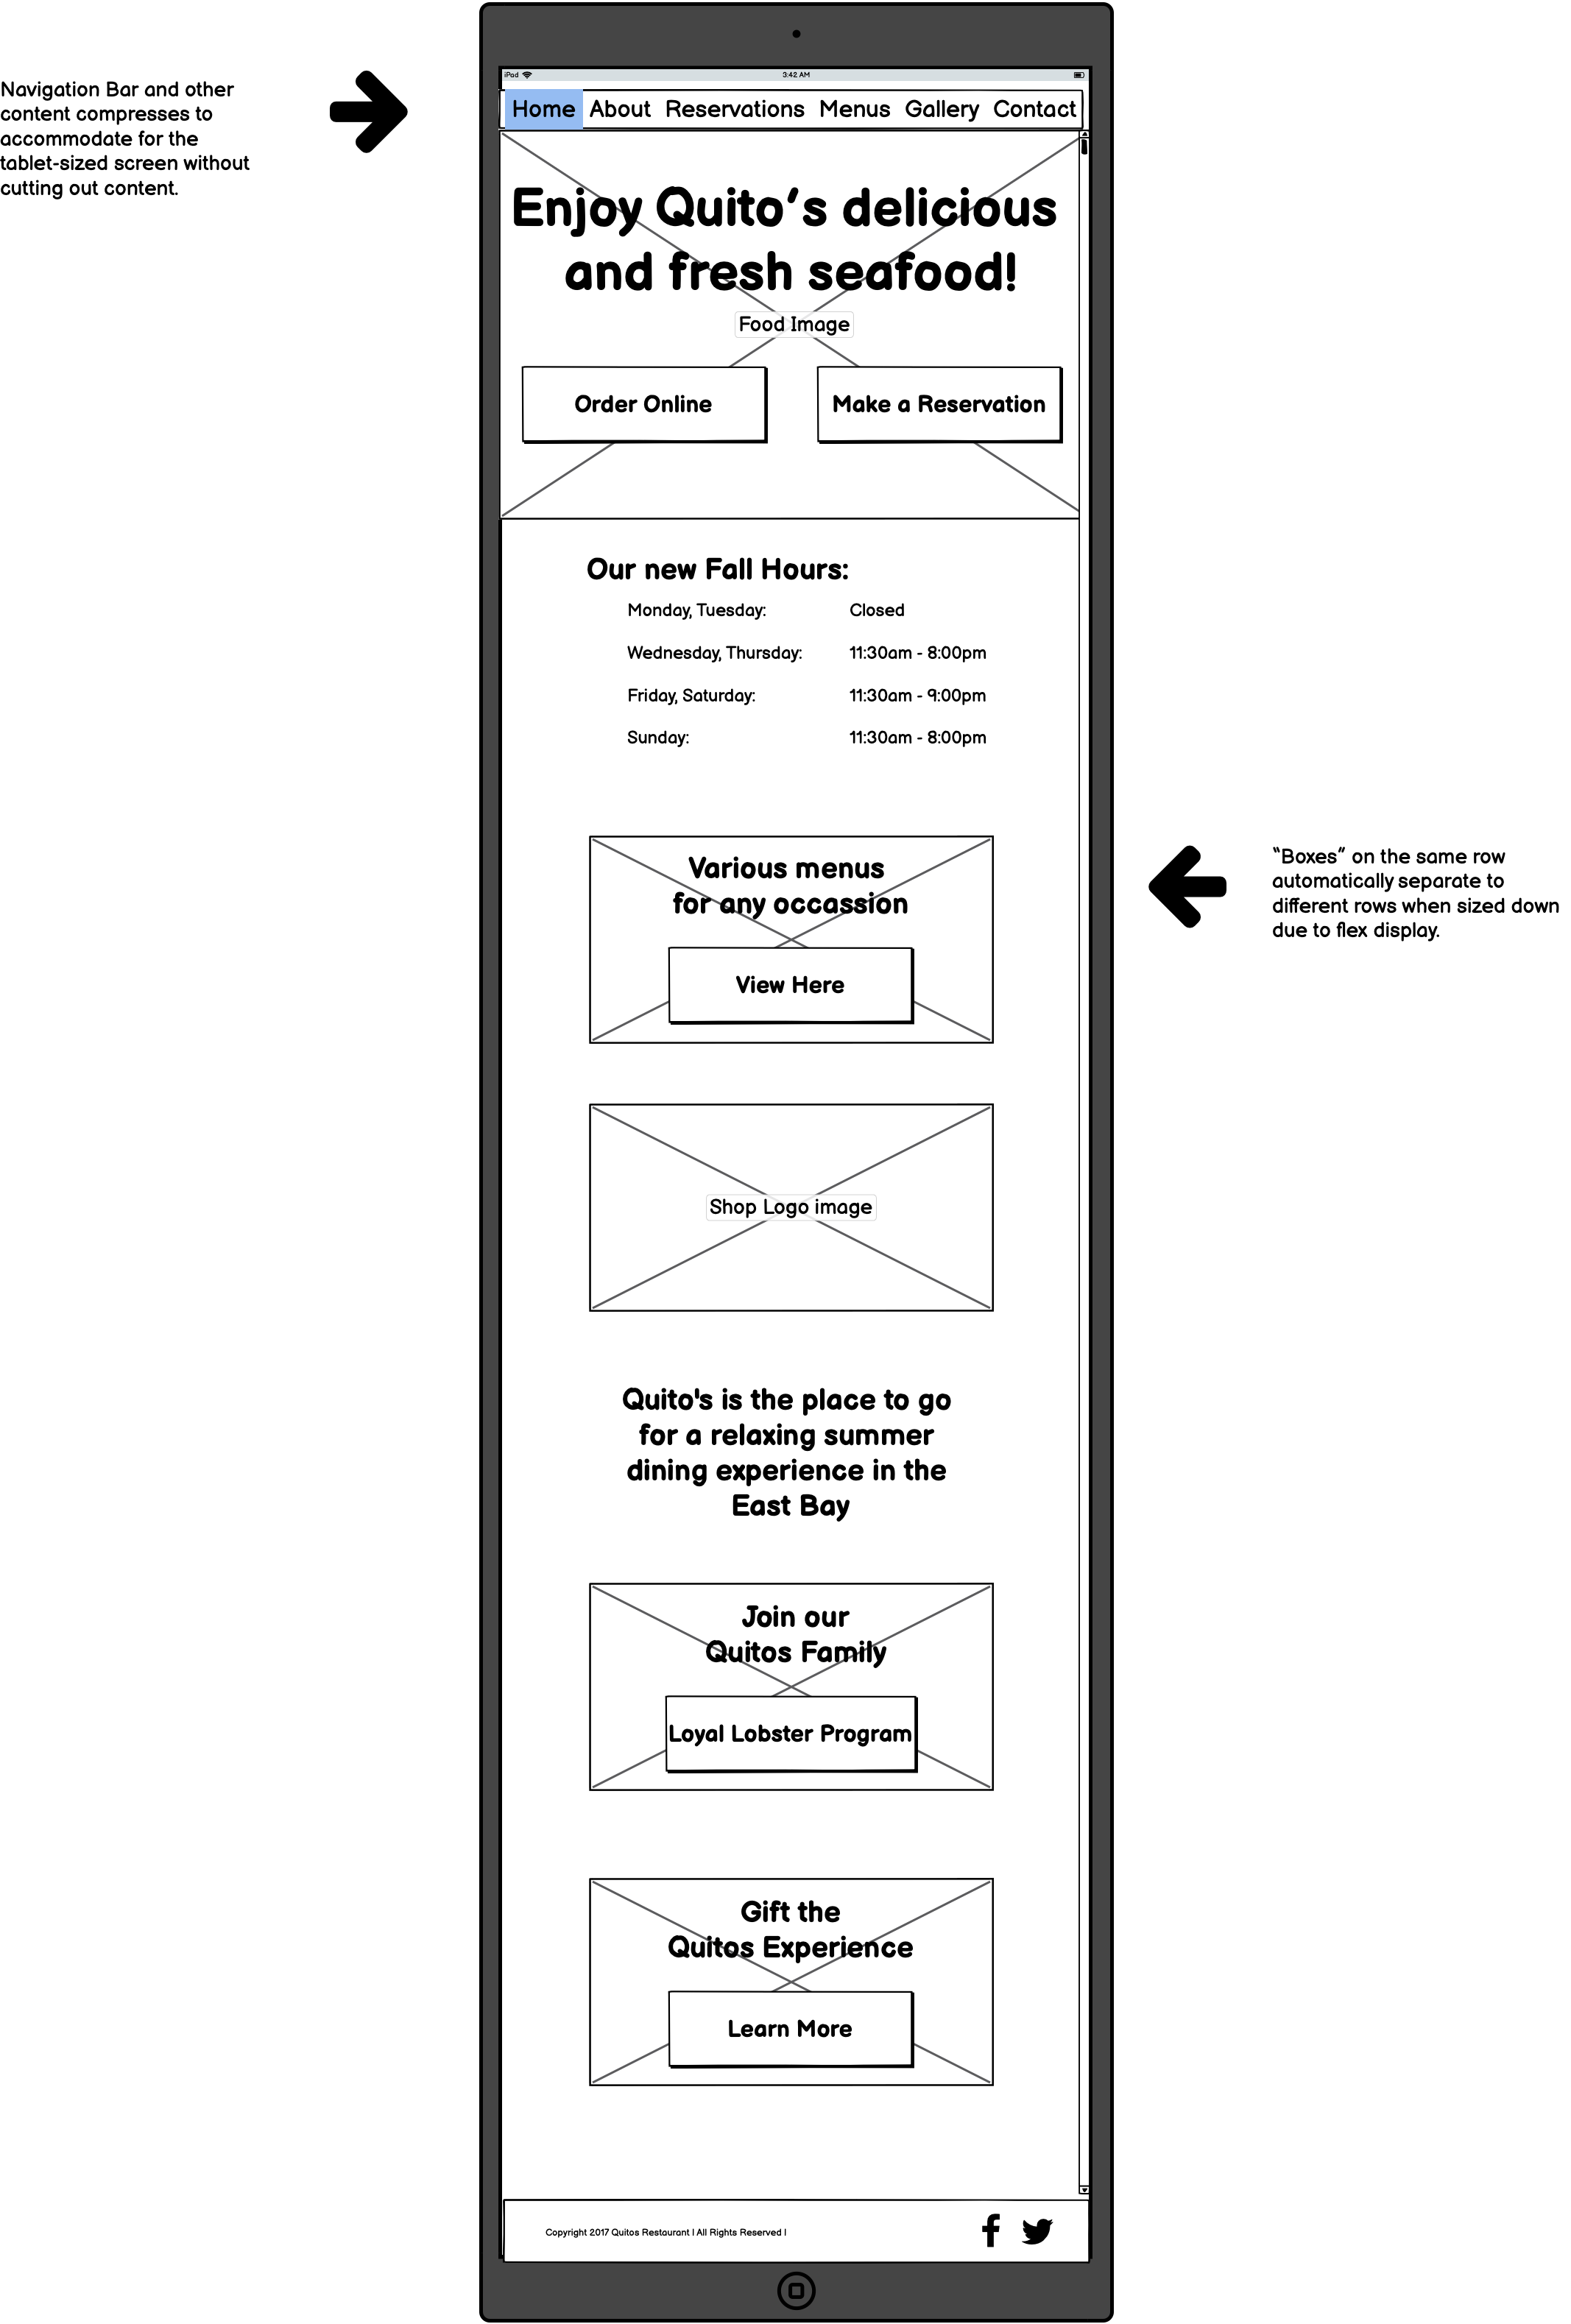 Navigation Bar and other
content compresses to
accommodate for the
tablet-sized screen without
cutting out content.
iPad 3:42 AM
Home About Reservations Menus Gallery Contact
Enjoy Quito's delicious
and fresh seafood!
Food Image
Order Online Make a Reservation
Our new Fall Hours:
Monday, Tuesday: Closed
Wednesday, Thursday: 11:30am - 8:00pm
Friday, Saturday: 11:30am - 9:00pm
Sunday: 11:30am - 8:00pm
Various menus
for any occassion
View Here
"Boxes" on the same row
automatically separate to
different rows when sized down
due to flex display.
Shop Logo image
Quito's is the place to go
for a relaxing summer
dining experience in the
East Bay
Join our
Quitos Family
Loyal Lobster Program
Gift the
Quitos Experience
Learn More
Copyright 2017 Quitos Restaurant | All Rights Reserved |